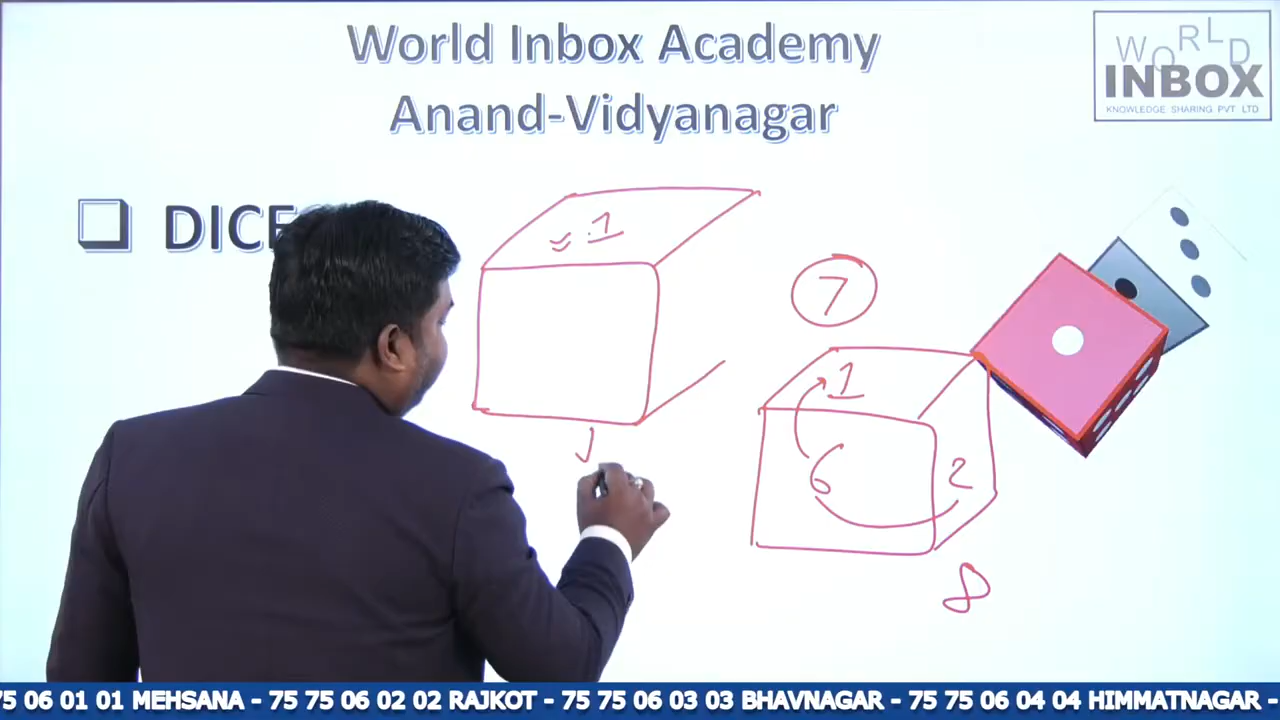 World Inbox Academy
Anand-Vidyanagar
WORLD
INBOX
KNOWLEDGE SHARING PVT LTD
DICE
1
7
1
6
2
8
75 06 01 01 MEHSANA - 75 75 06 02 02 RAJKOT - 75 75 06 03 03 BHAVNAGAR - 75 75 06 04 04 HIMMATNAGAR -